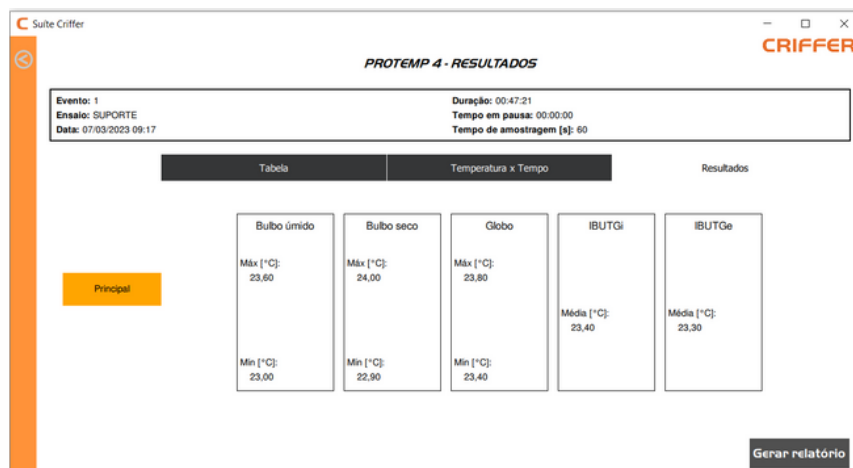 Suíte Criffer
CRIFFER
PROTEMP 4 - RESULTADOS
Evento: 1
Ensaio: SUPORTE
Data: 07/03/2023 09:17
Duração: 00:47:21
Tempo em pausa: 00:00:00
Tempo de amostragem [s]: 60
Tabela
Temperatura x Tempo
Resultados
Principal
Bulbo úmido
Máx [°C]:
23,60
Min [°C]:
23,00
Bulbo seco
Máx [°C]:
24,00
Min [°C]:
22,90
Globo
Máx [°C]:
23,80
Min [°C]:
23,40
IBUTGi
Média [°C]:
23,40
IBUTGe
Média [°C]:
23,30
Gerar relatório